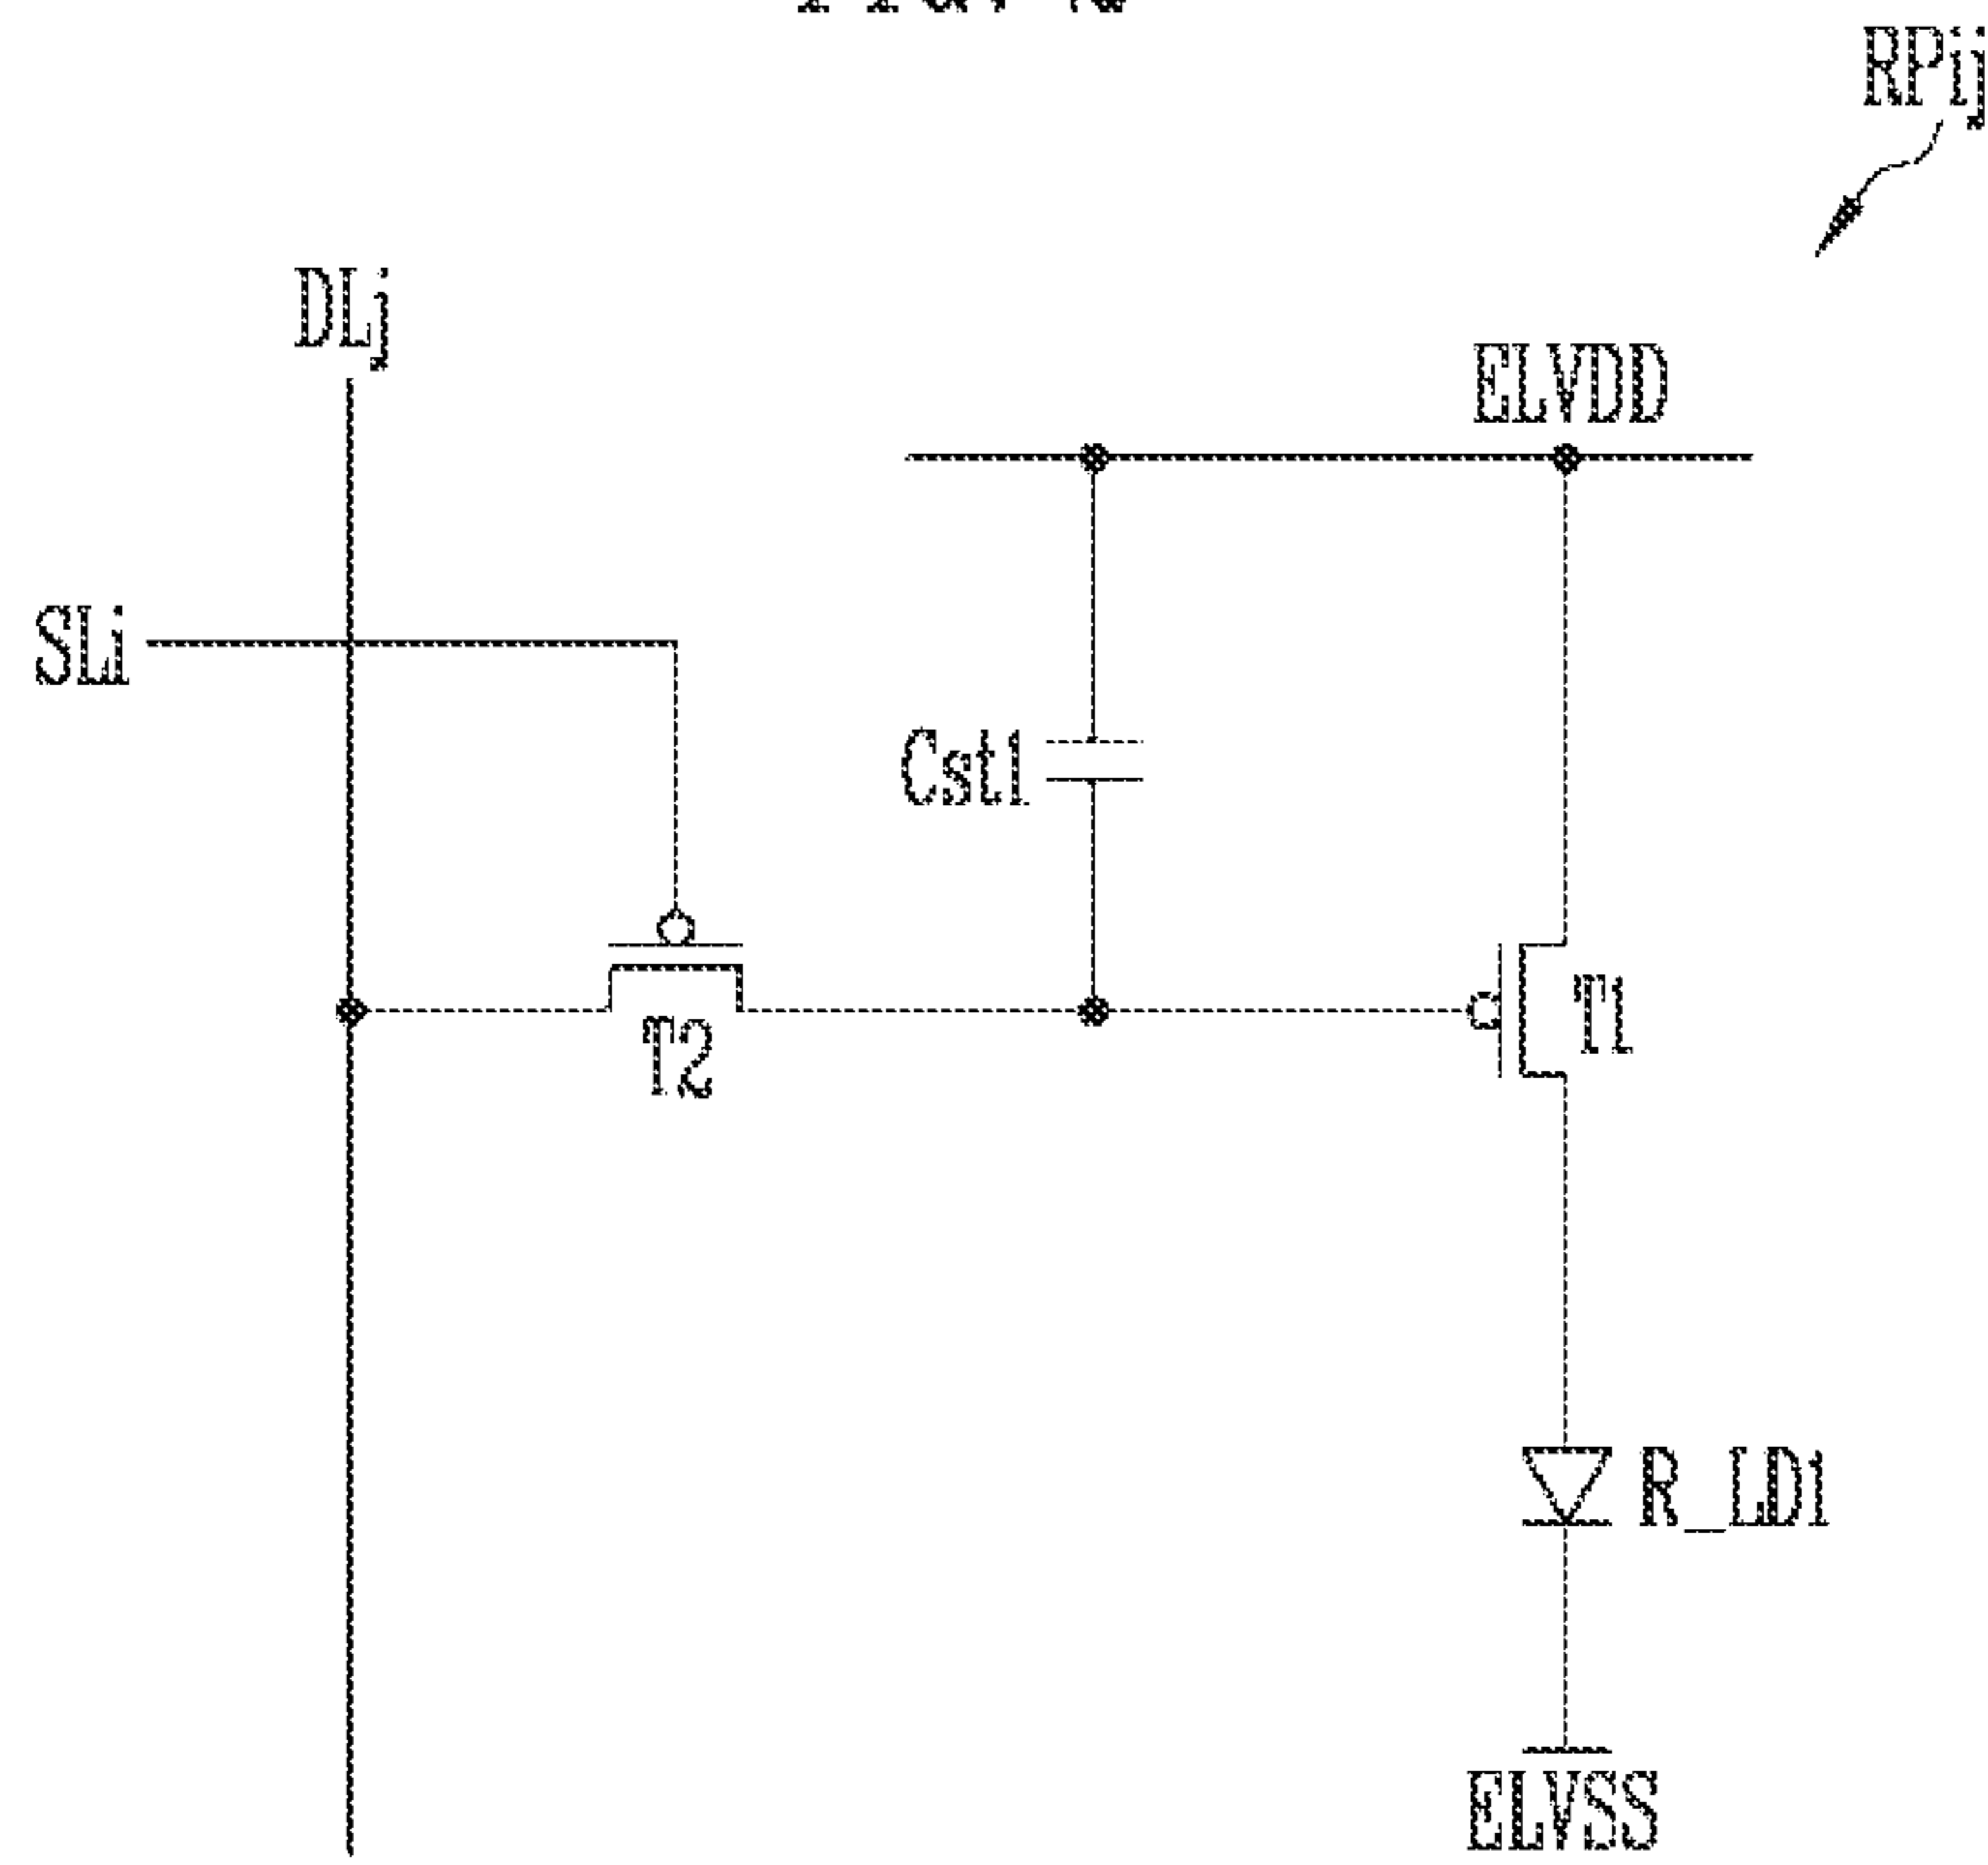 RPij
DLj
ELVDD
SLi
Cst1
T1
T2
R_LD1
ELVSS